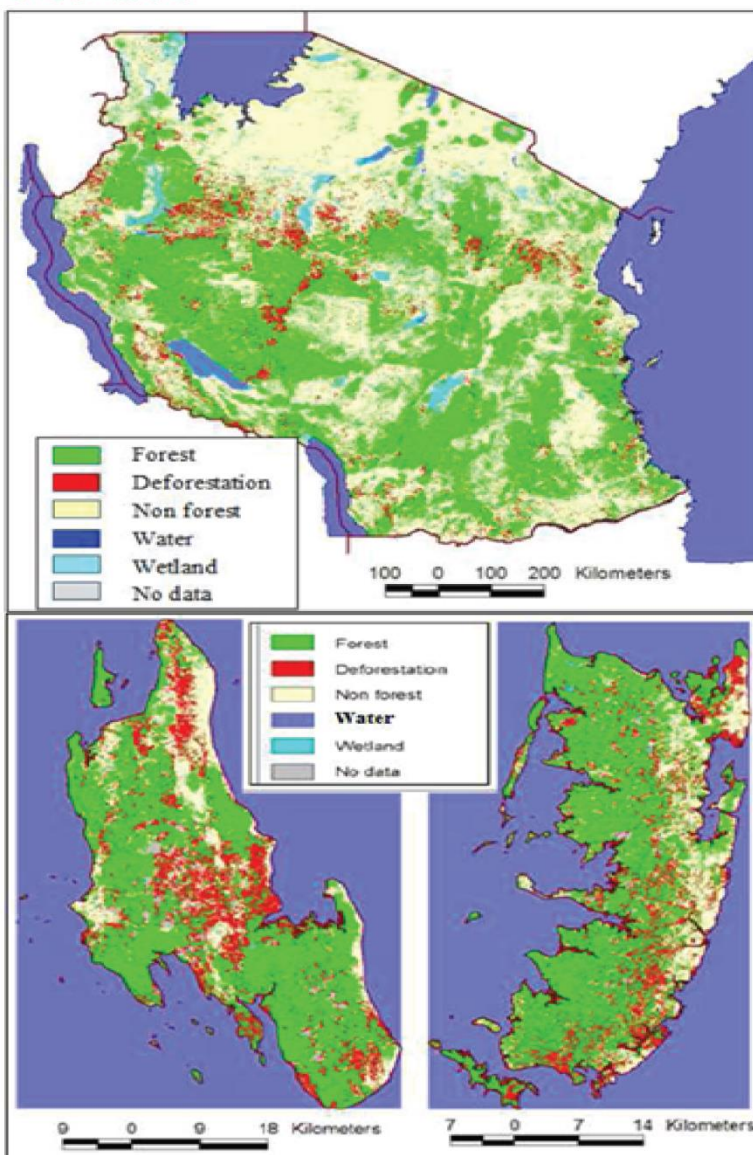 Forest
Deforestation
Non forest
Water
Wetland
No data
100 0 100 200 Kilometers
Forest
Deforestation
Non forest
Water
Wetland
No data
9 0 9 18 Kilometers
7 0 7 14 Kilometers